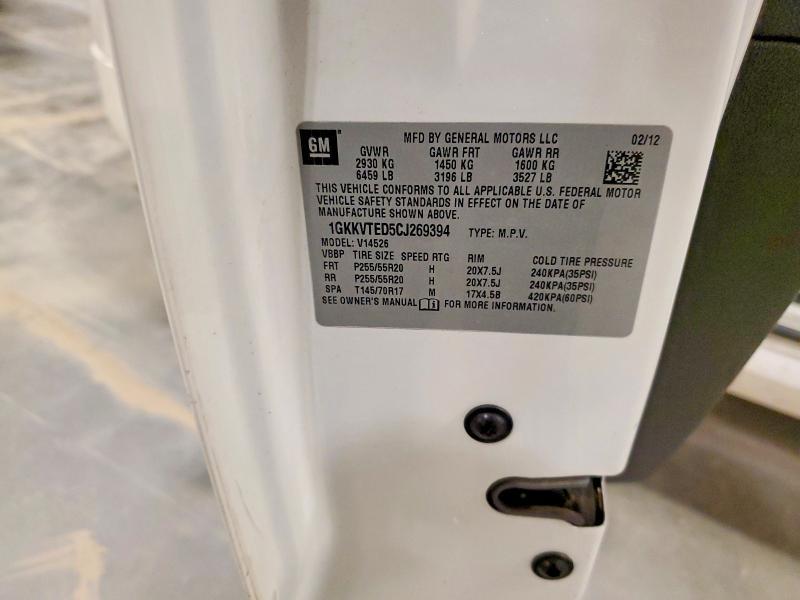 GM MFD BY GENERAL MOTORS LLC 02/12
GVWR GAWR FRT GAWR RR
2930 KG 1450 KG 1600 KG
6459 LB 3196 LB 3527 LB
THIS VEHICLE CONFORMS TO ALL APPLICABLE U.S. FEDERAL MOTOR
VEHICLE SAFETY STANDARDS IN EFFECT ON THE DATE OF
MANUFACTURE SHOWN ABOVE.
1GKKVTED5CJ269394 TYPE: M.P.V.
MODEL: V14526
VBBP TIRE SIZE SPEED RTG RIM COLD TIRE PRESSURE
FRT P255/55R20 H 20X7.5J 240KPA(35PSI)
RR P255/55R20 H 20X7.5J 240KPA(35PSI)
SPA T145/70R17 M 17X4.5B 420KPA(60PSI)
SEE OWNER'S MANUAL FOR MORE INFORMATION.